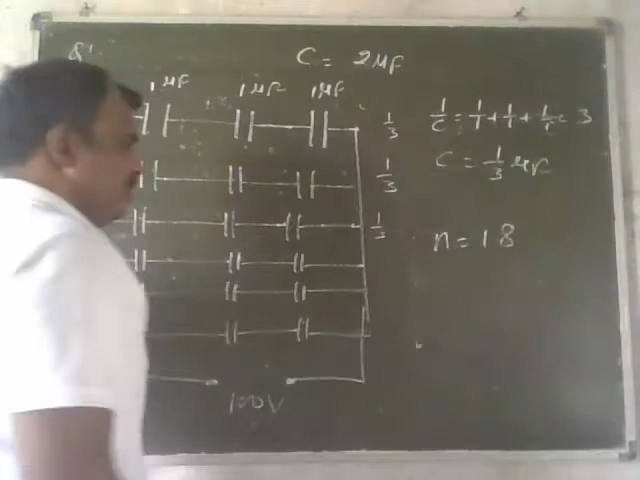 Q:
C = 2μF
1μF 1μF 1μF
1/3
1/C = 1/1 + 1/1 + 1/1 = 3
1/3
C = 1/3 μF
1/3
n = 18
100V